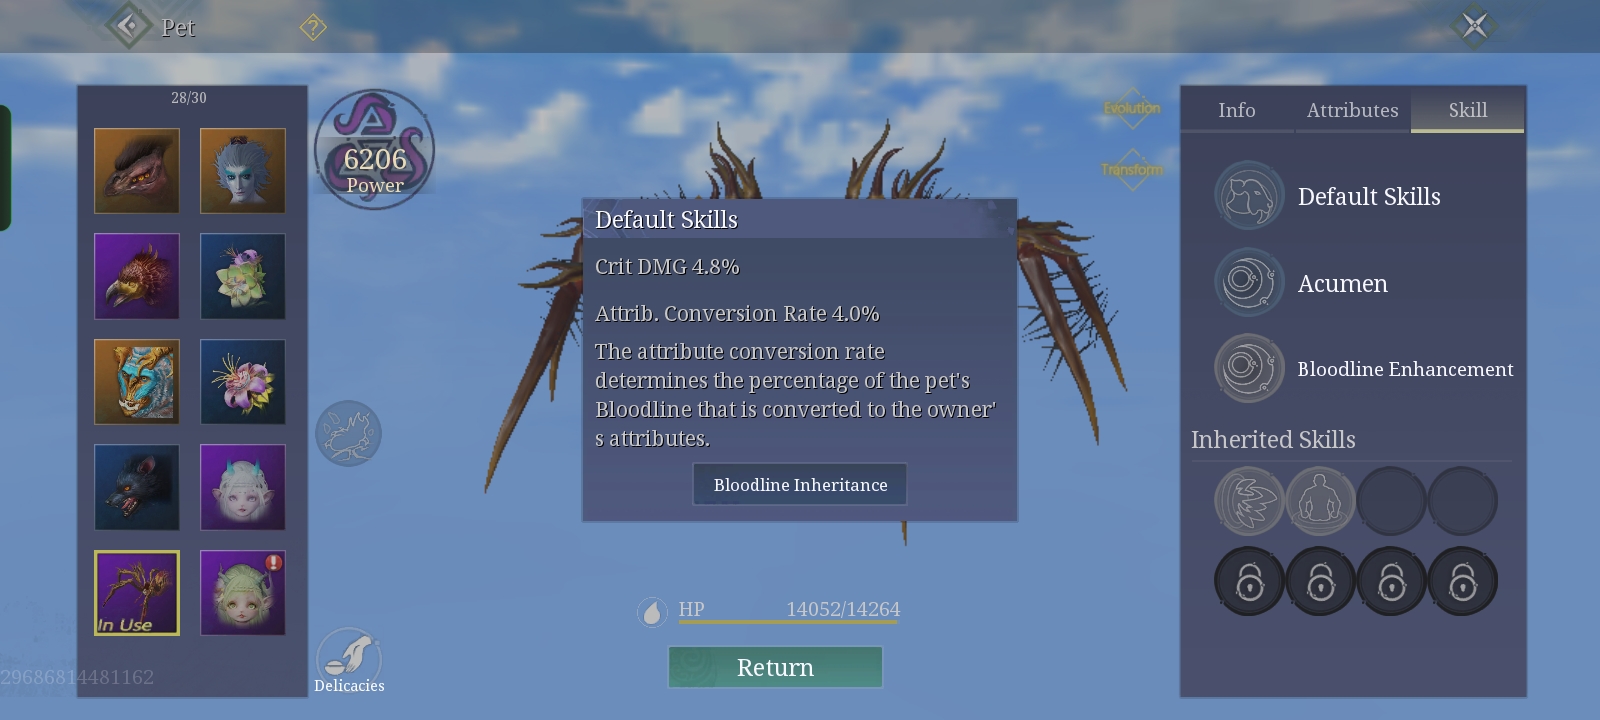 Pet
?
28/30
6206
Power
In Use
Delicacies
29686814481162
Evolution
Transform
Default Skills
Crit DMG 4.8%
Attrib. Conversion Rate 4.0%
The attribute conversion rate
determines the percentage of the pet's
Bloodline that is converted to the owner'
s attributes.
Bloodline Inheritance
HP 14052/14264
Return
Info Attributes Skill
Default Skills
Acumen
Bloodline Enhancement
Inherited Skills